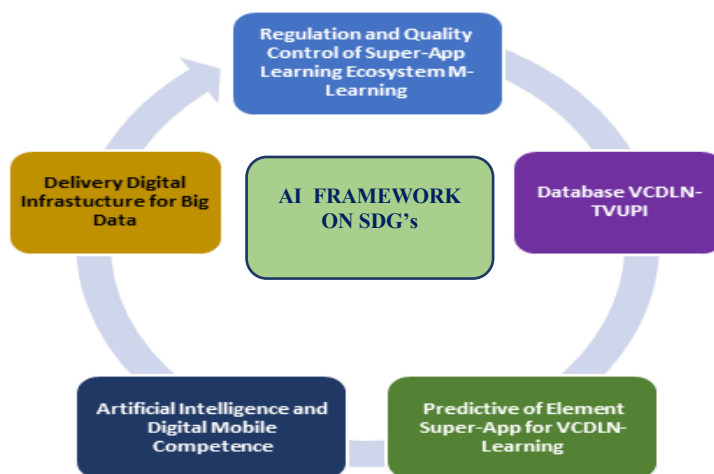 Regulation and Quality
Control of Super-App
Learning Ecosystem M-
Learning
Delivery Digital
Infrastucture for Big
Data
AI FRAMEWORK
ON SDG's
Database VCDLN-
TVUPI
Artificial Intelligence and
Digital Mobile
Competence
Predictive of Element
Super-App for VCDLN-
Learning